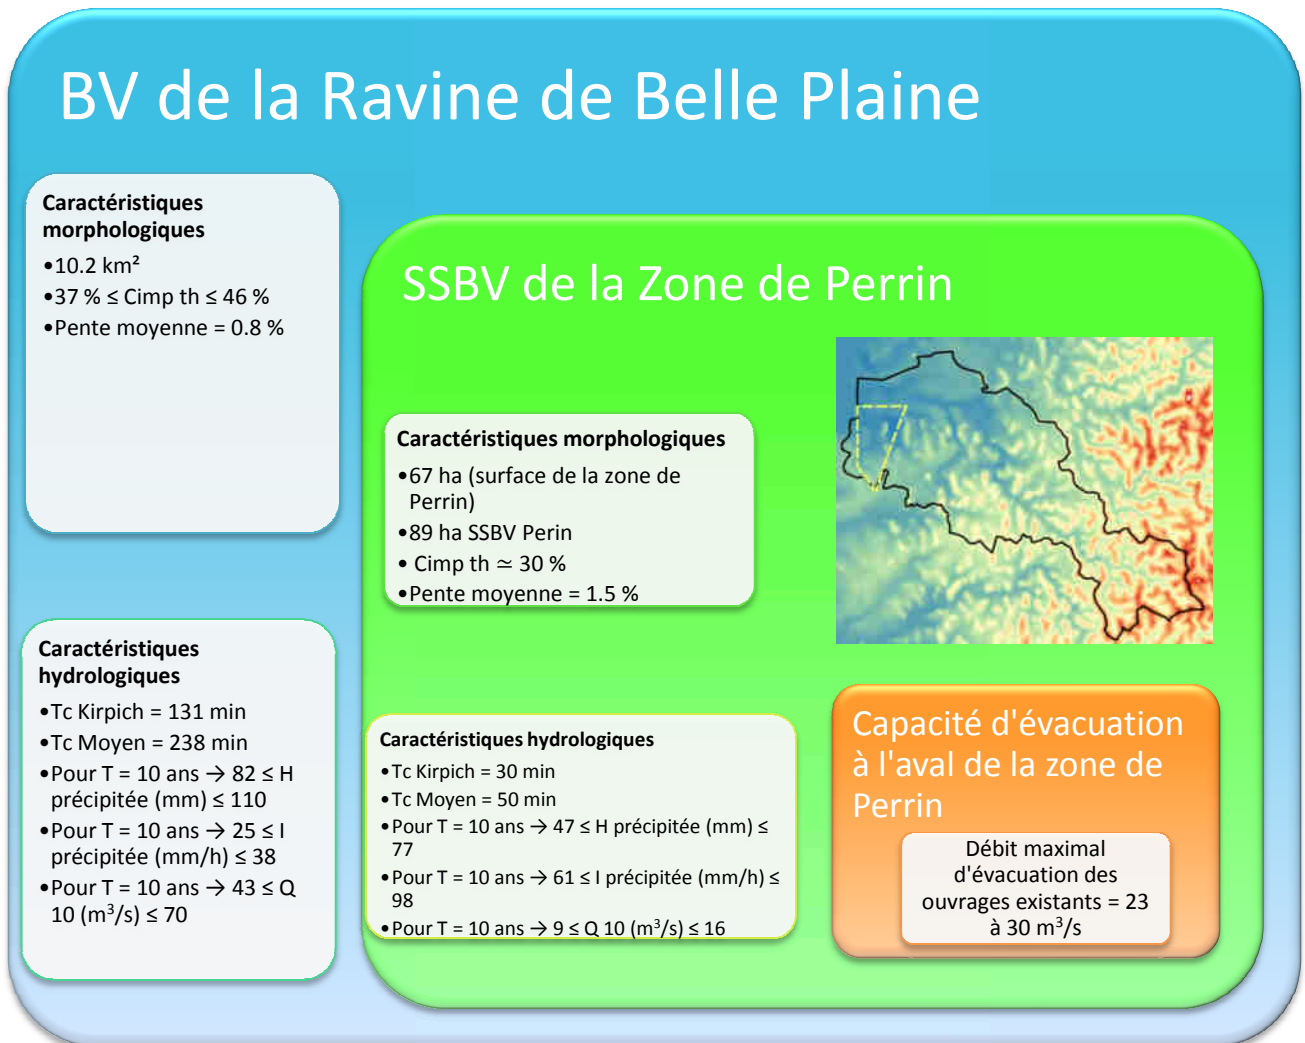 BV de la Ravine de Belle Plaine
Caractéristiques
morphologiques
•10.2 km²
•37 % ≤ Cimp th ≤ 46 %
•Pente moyenne = 0.8 %
Caractéristiques
hydrologiques
•Tc Kirpich = 131 min
•Tc Moyen = 238 min
•Pour T = 10 ans → 82 ≤ H
précipitée (mm) ≤ 110
•Pour T = 10 ans → 25 ≤ I
précipitée (mm/h) ≤ 38
•Pour T = 10 ans → 43 ≤ Q
10 (m³/s) ≤ 70
SSBV de la Zone de Perrin
Caractéristiques morphologiques
•67 ha (surface de la zone de
Perrin)
•89 ha SSBV Perin
• Cimp th ≃ 30 %
•Pente moyenne = 1.5 %
Caractéristiques hydrologiques
•Tc Kirpich = 30 min
•Tc Moyen = 50 min
•Pour T = 10 ans → 47 ≤ H précipitée (mm) ≤
77
•Pour T = 10 ans → 61 ≤ I précipitée (mm/h) ≤
98
•Pour T = 10 ans → 9 ≤ Q 10 (m³/s) ≤ 16
Capacité d'évacuation
à l'aval de la zone de
Perrin
Débit maximal
d'évacuation des
ouvrages existants = 23
à 30 m³/s